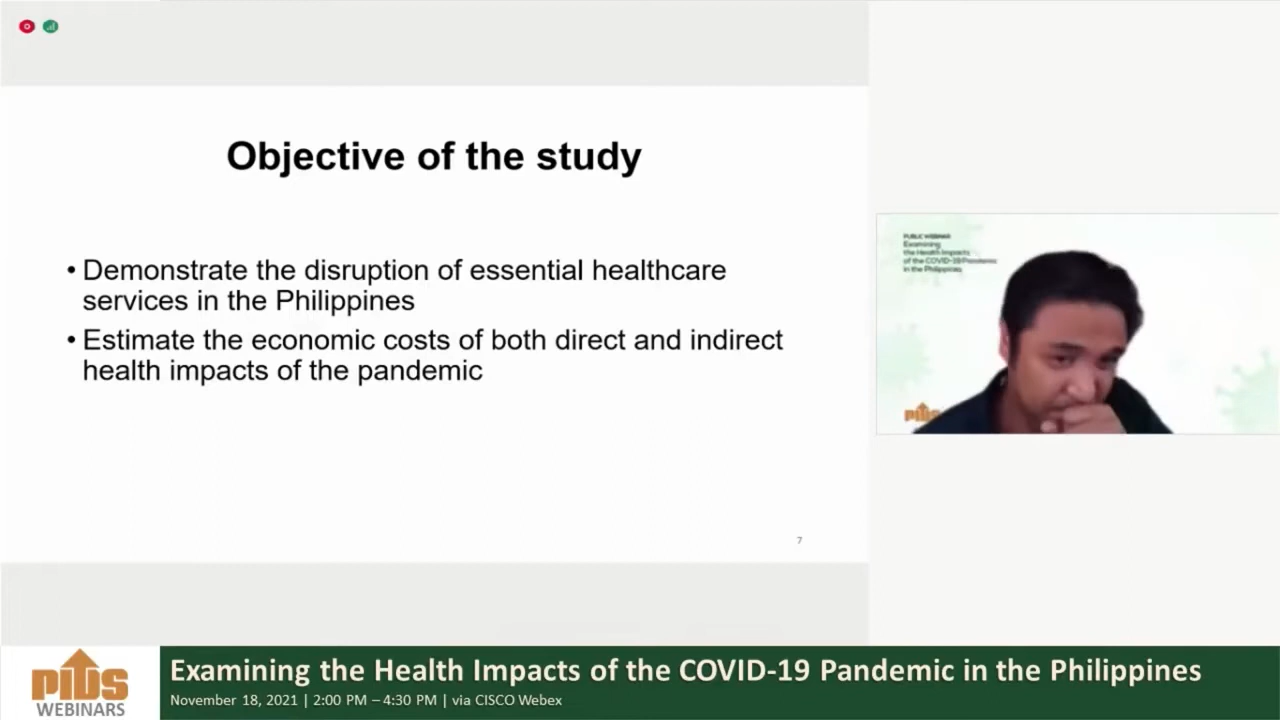 Objective of the study
• Demonstrate the disruption of essential healthcare
services in the Philippines
• Estimate the economic costs of both direct and indirect
health impacts of the pandemic
7
PUBLIC WEBINAR
Examining
the Health Impacts
of the COVID-19 Pandemic
in the Philippines
PIDS
PIDS
WEBINARS
Examining the Health Impacts of the COVID-19 Pandemic in the Philippines
November 18, 2021 | 2:00 PM – 4:30 PM | via CISCO Webex